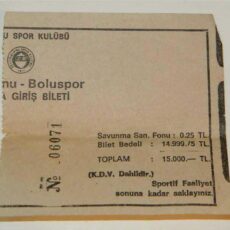 U SPOR KULÜBÜ
nu - Boluspor
A GİRİŞ BİLETİ
Savunma San. Fonu : 0.25 TL.
Bilet Bedeli : 14.999.75 TL.
TOPLAM : 15.000.— TL.
(K.D.V. Dahildir.)
Sportif Faaliyet
sonuna kadar saklayınız.
№ 06071